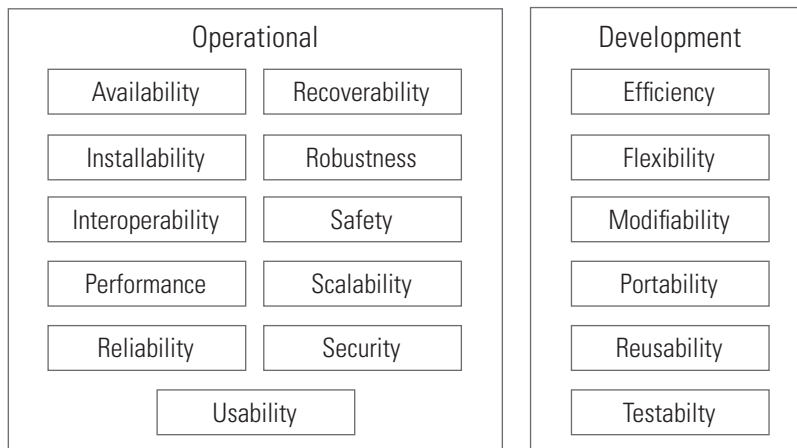 Operational
Availability
Recoverability
Installability
Robustness
Interoperability
Safety
Performance
Scalability
Reliability
Security
Usability
Development
Efficiency
Flexibility
Modifiability
Portability
Reusability
Testabilty